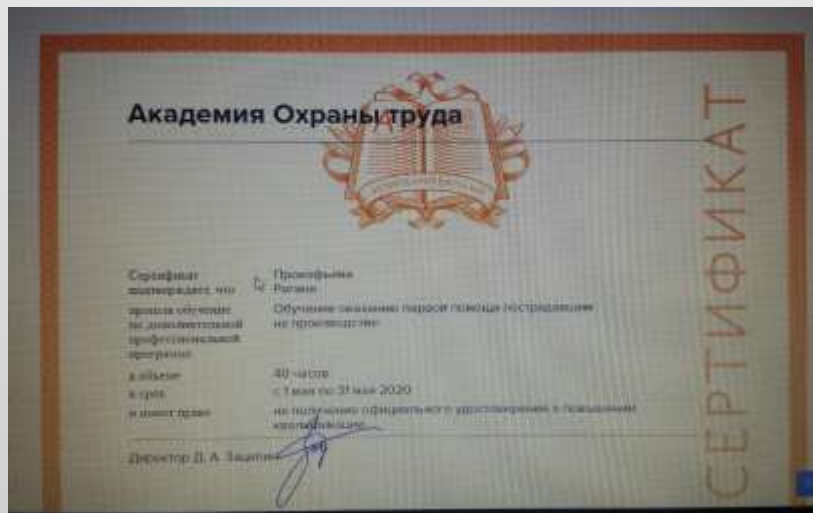 Академия Охраны труда
СЕРТИФИКАТ
Сертификат
подтверждает, что
Прокофьева
прошла обучение
по дополнительной
профессиональной
программе
Обучение оказанию первой помощи пострадавшим
на производстве
в объеме
40 часов
в срок
с 1 мая по 31 мая 2020
и имеет право
на получение официального удостоверения о повышении
квалификации
Директор Д. А.